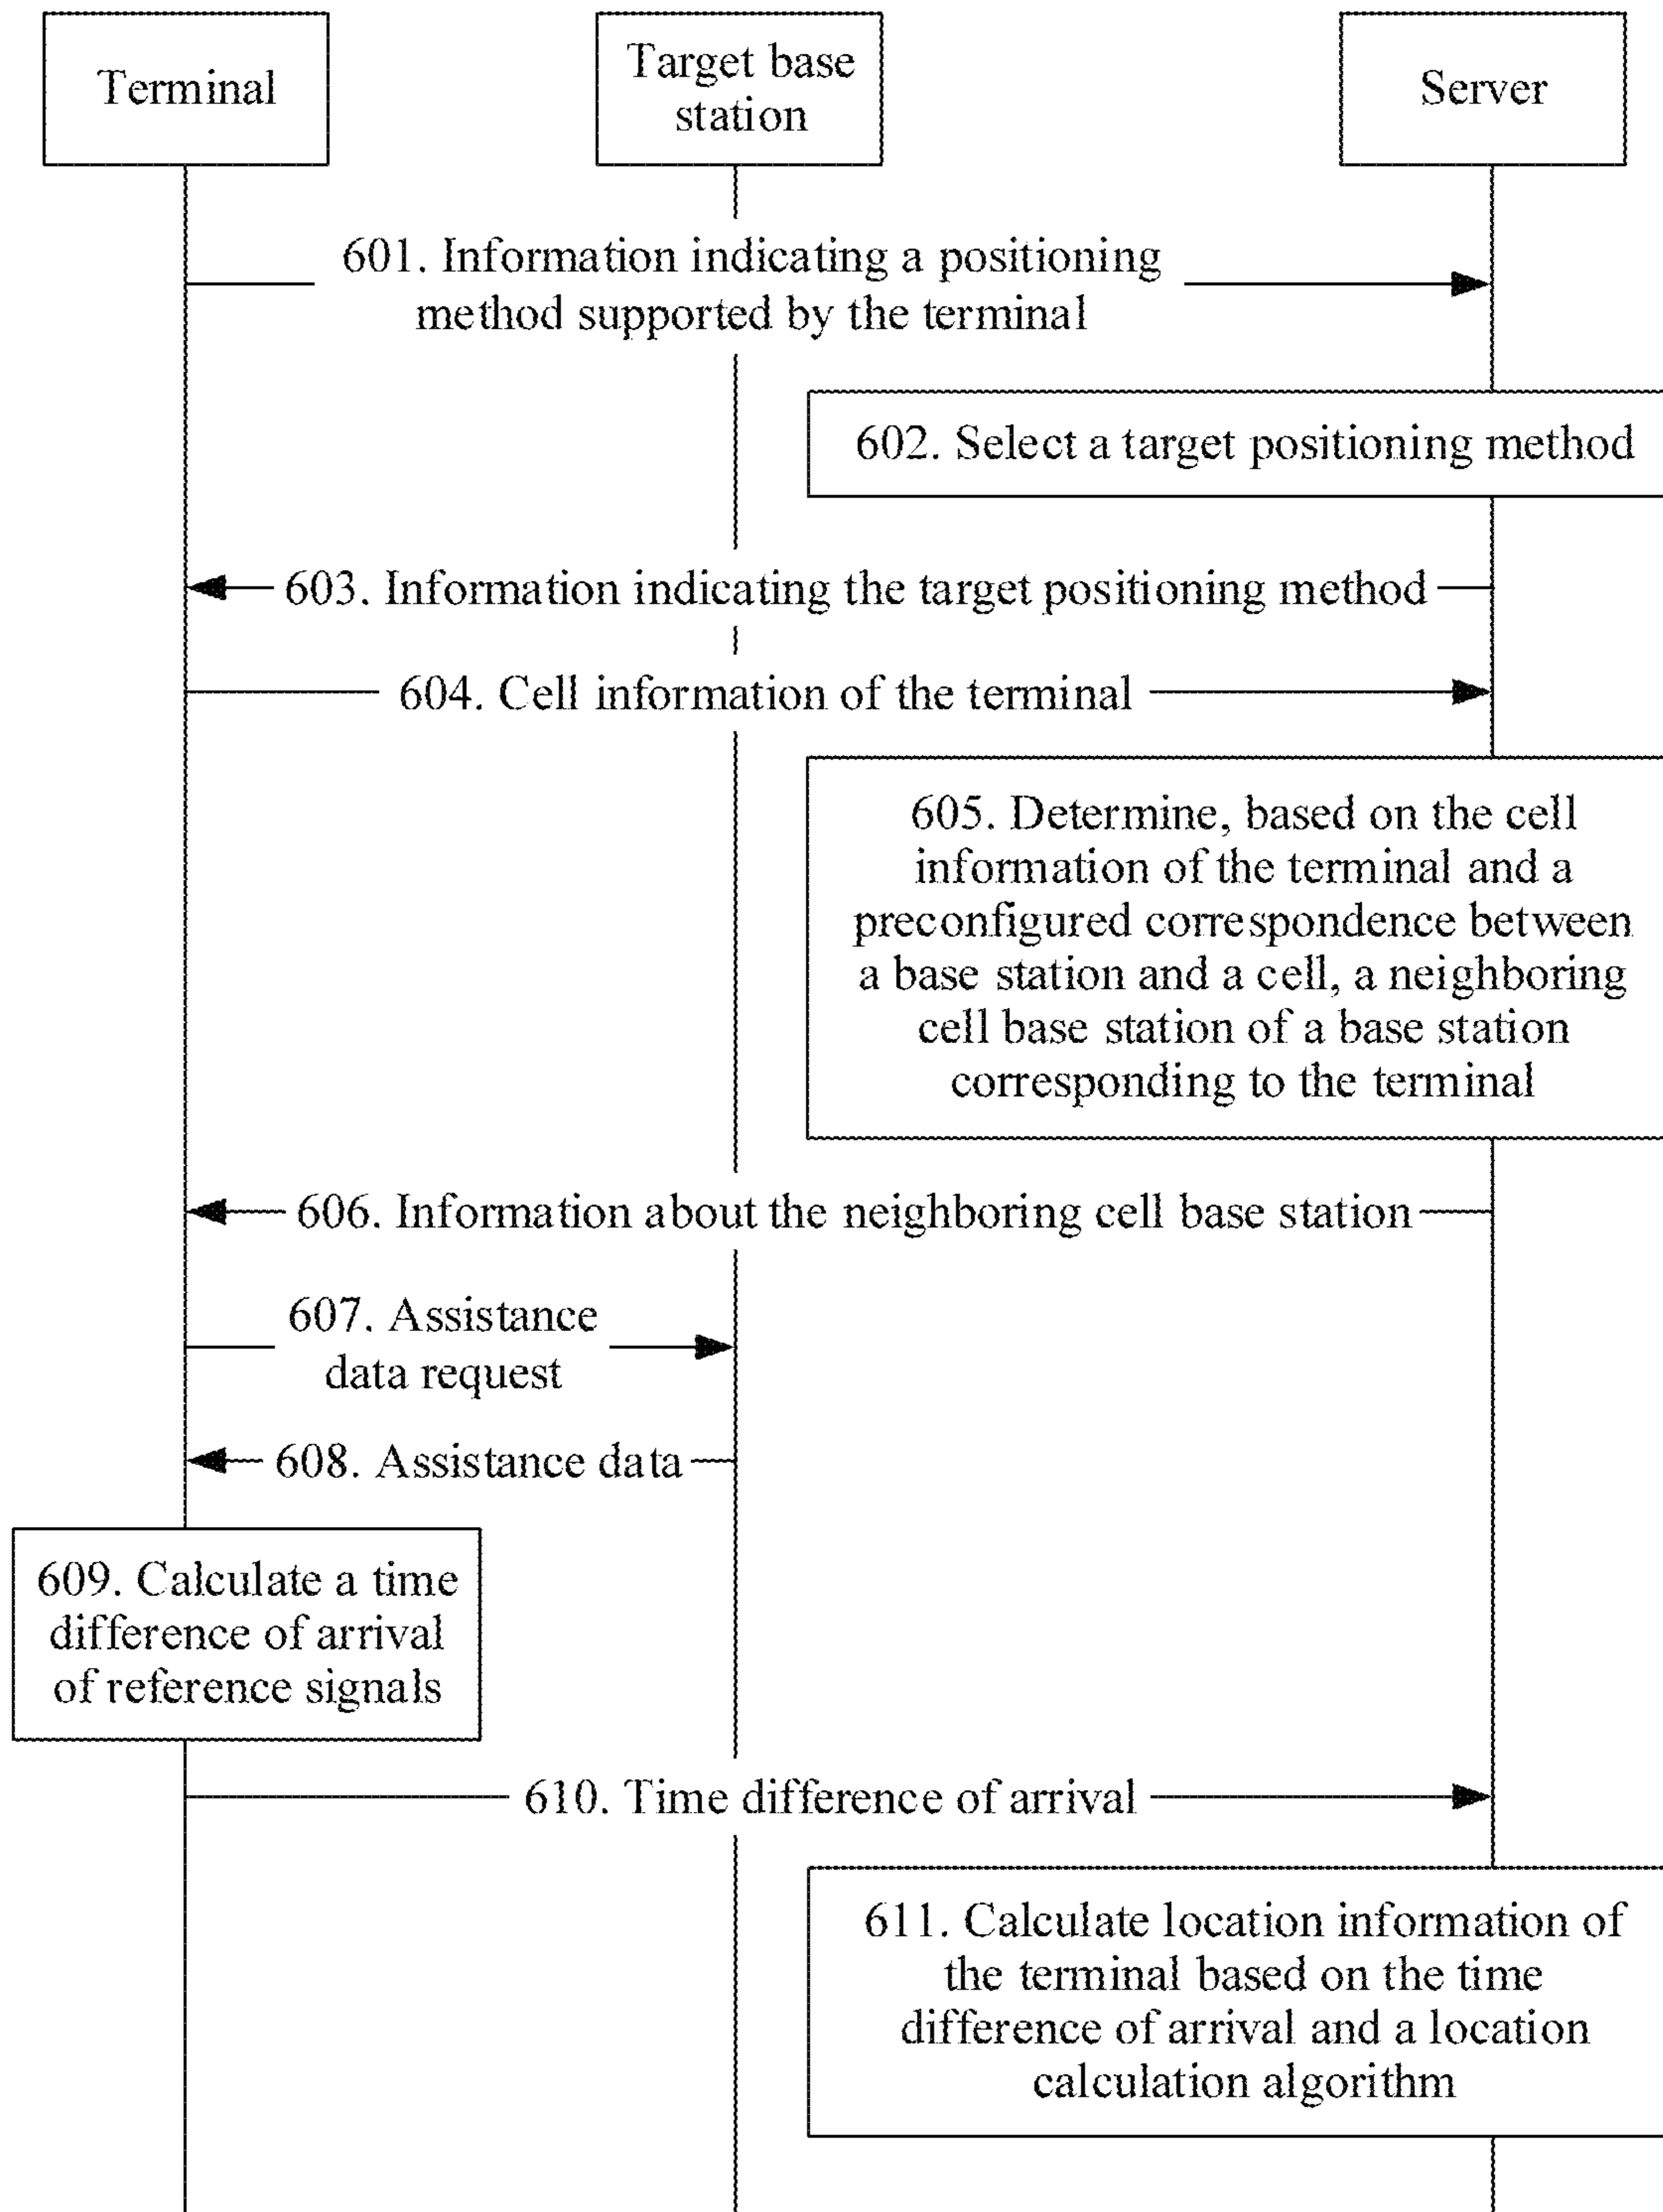 Terminal
Target base
station
Server
601. Information indicating a positioning
method supported by the terminal
602. Select a target positioning method
603. Information indicating the target positioning method
604. Cell information of the terminal
605. Determine, based on the cell
information of the terminal and a
preconfigured correspondence between
a base station and a cell, a neighboring
cell base station of a base station
corresponding to the terminal
606. Information about the neighboring cell base station
607. Assistance
data request
608. Assistance data
609. Calculate a time
difference of arrival
of reference signals
610. Time difference of arrival
611. Calculate location information of
the terminal based on the time
difference of arrival and a location
calculation algorithm